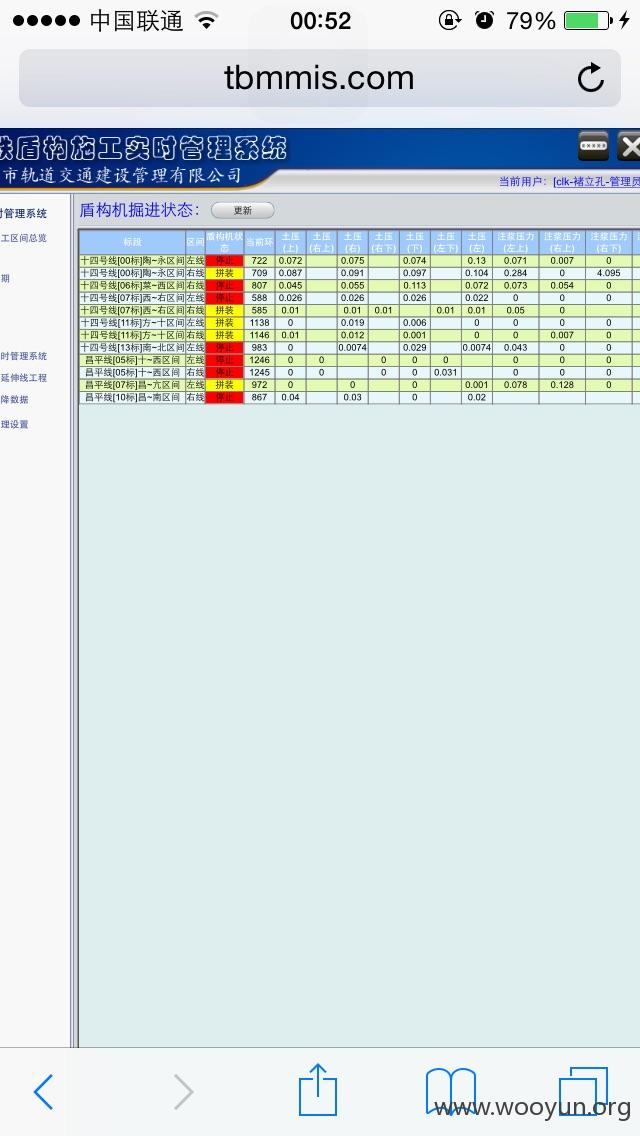 中国联通 00:52 79%
tbmmis.com
铁盾构施工实时管理系统
市轨道交通建设管理有限公司
当前用户: [clk-褚立孔-管理员
时管理系统
工区间总览
期
时管理系统
延伸线工程
降数据
理设置
盾构机掘进状态: 更新
标段 区间 盾构机状态 当前环 土压(上) 土压(右上) 土压(右) 土压(右下) 土压(下) 土压(左下) 土压(左) 注浆压力(左上) 注浆压力(右上) 注浆压力(右下)
十四号线[00标]陶~永区间 左线 停止 722 0.072 0.075 0.074 0.13 0.071 0.007 0
十四号线[00标]陶~永区间 右线 拼装 709 0.087 0.091 0.097 0.104 0.284 0 4.095
十四号线[06标]菜~西区间 右线 停止 807 0.045 0.055 0.113 0.072 0.073 0.054 0
十四号线[07标]西~右区间 左线 停止 588 0.026 0.026 0.026 0.022 0 0 0
十四号线[07标]西~右区间 右线 拼装 585 0.01 0.01 0.01 0.01 0.01 0.05 0 0
十四号线[11标]方~十区间 左线 拼装 1138 0 0.019 0.006 0 0 0 0
十四号线[11标]方~十区间 右线 拼装 1146 0.01 0.012 0.001 0 0 0.007 0
十四号线[13标]南~北区间 右线 停止 983 0 0.0074 0.029 0.0074 0.043 0 0
昌平线[05标]十~西区间 左线 停止 1246 0 0 0 0 0 0 0 0
昌平线[05标]十~西区间 右线 停止 1245 0 0 0 0 0.031 0 0 0
昌平线[07标]昌~亢区间 左线 拼装 972 0 0 0.001 0.078 0.128 0
昌平线[10标]昌~南区间 右线 停止 867 0.04 0.03 0 0.02
www.wooyun.org